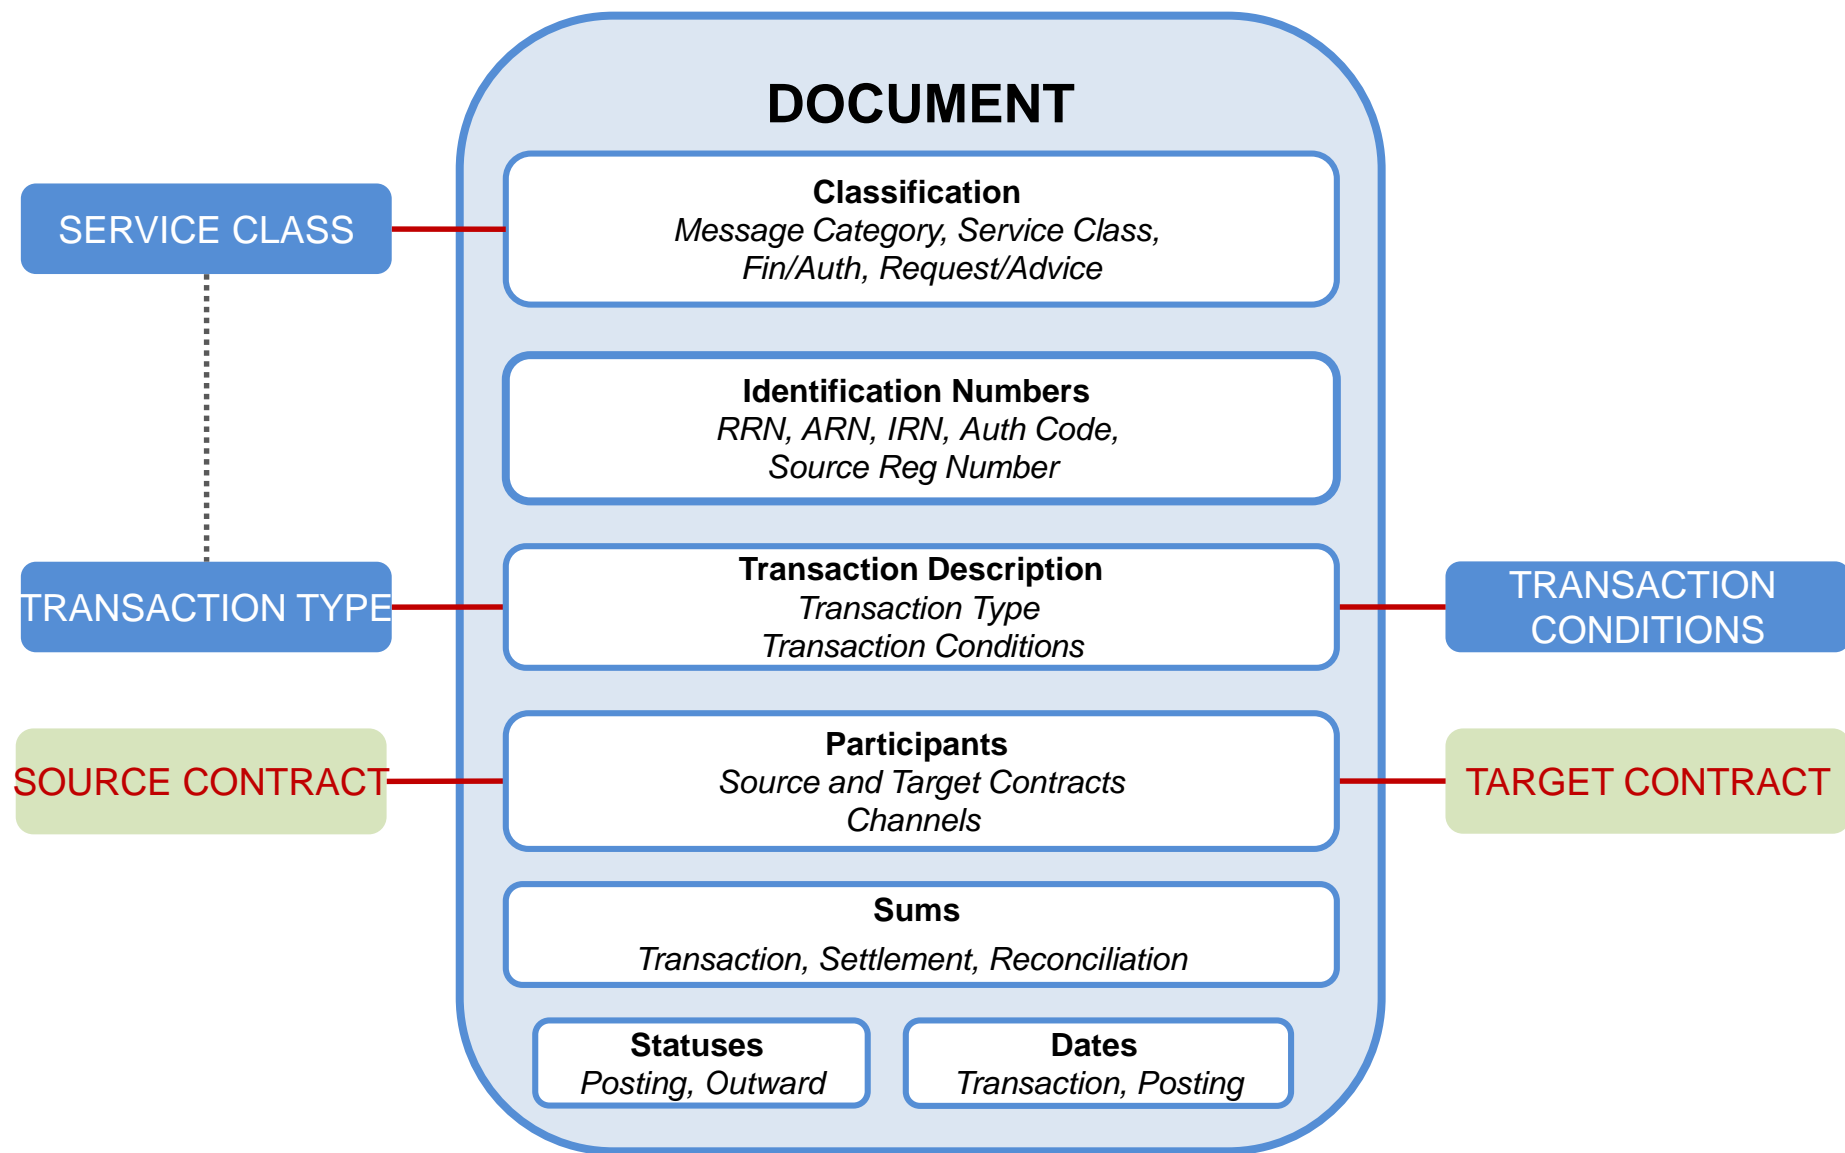 DOCUMENT
SERVICE CLASS
Classification
Message Category, Service Class,
Fin/Auth, Request/Advice
Identification Numbers
RRN, ARN, IRN, Auth Code,
Source Reg Number
TRANSACTION TYPE
Transaction Description
Transaction Type
Transaction Conditions
TRANSACTION
CONDITIONS
SOURCE CONTRACT
Participants
Source and Target Contracts
Channels
TARGET CONTRACT
Sums
Transaction, Settlement, Reconciliation
Statuses
Posting, Outward
Dates
Transaction, Posting